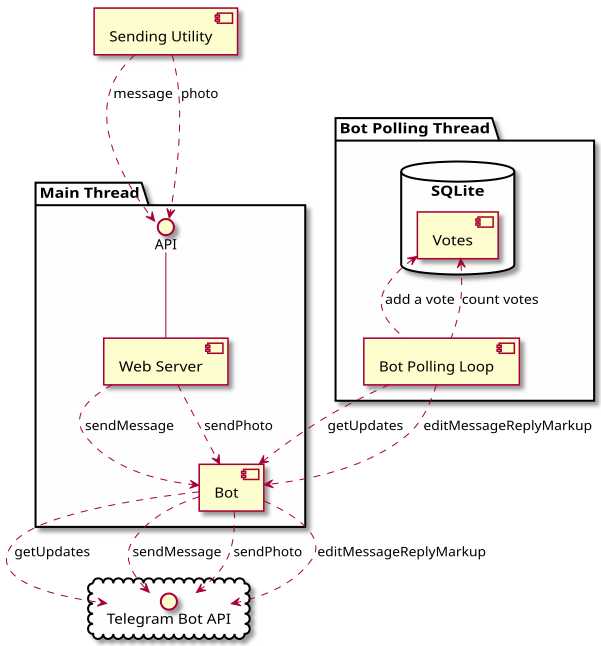 Sending Utility
message
photo
Bot Polling Thread
SQLite
Votes
Main Thread
API
add a vote
count votes
Web Server
Bot Polling Loop
sendMessage
sendPhoto
getUpdates
editMessageReplyMarkup
Bot
getUpdates
sendMessage
sendPhoto
editMessageReplyMarkup
Telegram Bot API